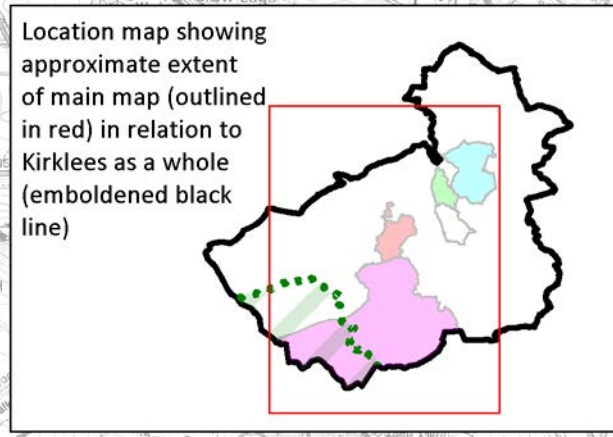 Location map showing
approximate extent
of main map (outlined
in red) in relation to
Kirklees as a whole
(emboldened black
line)